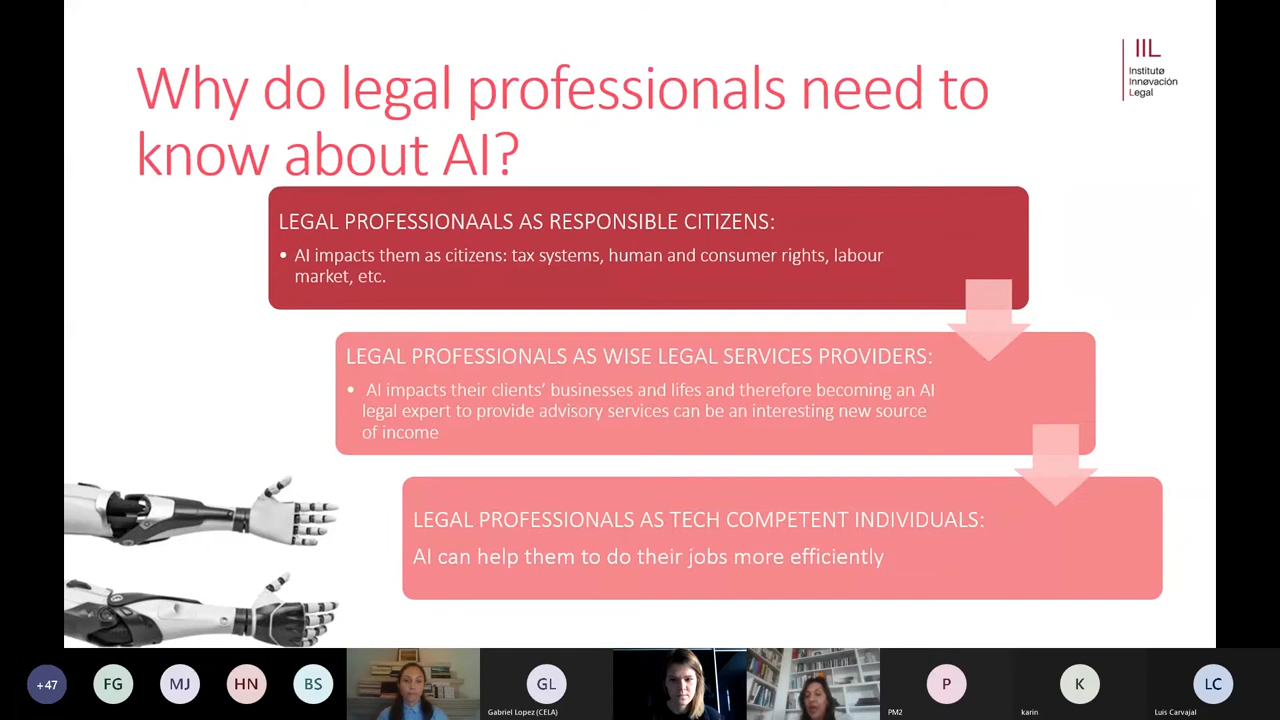 Why do legal professionals need to
know about AI?
IIL
Institutø
Innøvación
Legal
LEGAL PROFESSIONAALS AS RESPONSIBLE CITIZENS:
• AI impacts them as citizens: tax systems, human and consumer rights, labour
market, etc.
LEGAL PROFESSIONALS AS WISE LEGAL SERVICES PROVIDERS:
• AI impacts their clients’ businesses and lifes and therefore becoming an AI
legal expert to provide advisory services can be an interesting new source
of income
LEGAL PROFESSIONALS AS TECH COMPETENT INDIVIDUALS:
AI can help them to do their jobs more efficiently
+47
FG
MJ
HN
BS
GL
Gabriel Lopez (CELA)
P
PM2
K
karin
LC
Luis Carvajal